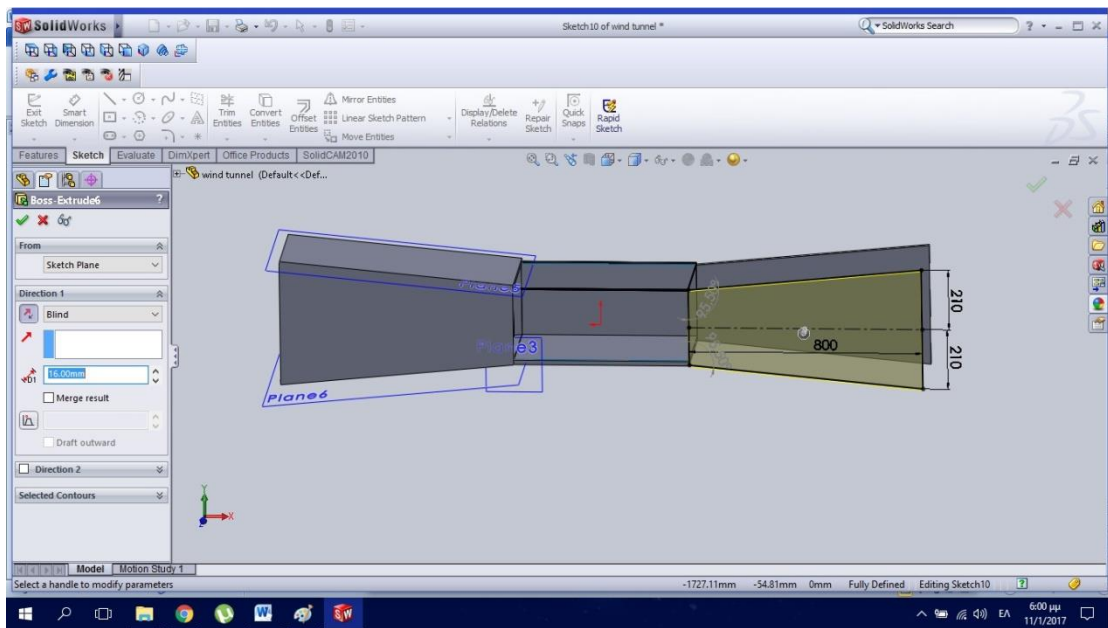 SolidWorks
Sketch10 of wind tunnel *
SolidWorks Search
Exit Sketch
Smart Dimension
Trim Entities
Convert Entities
Offset Entities
Mirror Entities
Linear Sketch Pattern
Move Entities
Display/Delete Relations
Repair Sketch
Quick Snaps
Rapid Sketch
Features
Sketch
Evaluate
DimXpert
Office Products
SolidCAM2010
wind tunnel (Default<<Def...
Boss-Extrude6
?
From
Sketch Plane
Direction 1
Blind
D1
16.00mm
Merge result
Draft outward
Direction 2
Selected Contours
Plane3
Plane6
800
210
210
Y
X
Z
Model
Motion Study 1
Select a handle to modify parameters
-1727.11mm
-54.81mm
0mm
Fully Defined
Editing Sketch10
ΕΛ
6:00 μμ
11/1/2017